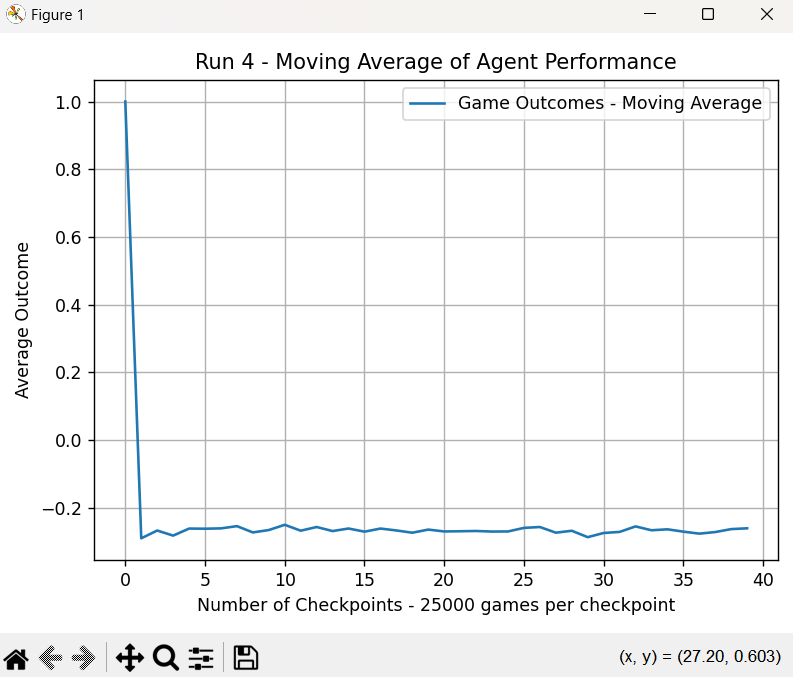 Figure 1
Run 4 - Moving Average of Agent Performance
Game Outcomes - Moving Average
1.0
0.8
0.6
0.4
0.2
0.0
−0.2
Average Outcome
0 5 10 15 20 25 30 35 40
Number of Checkpoints - 25000 games per checkpoint
(x, y) = (27.20, 0.603)